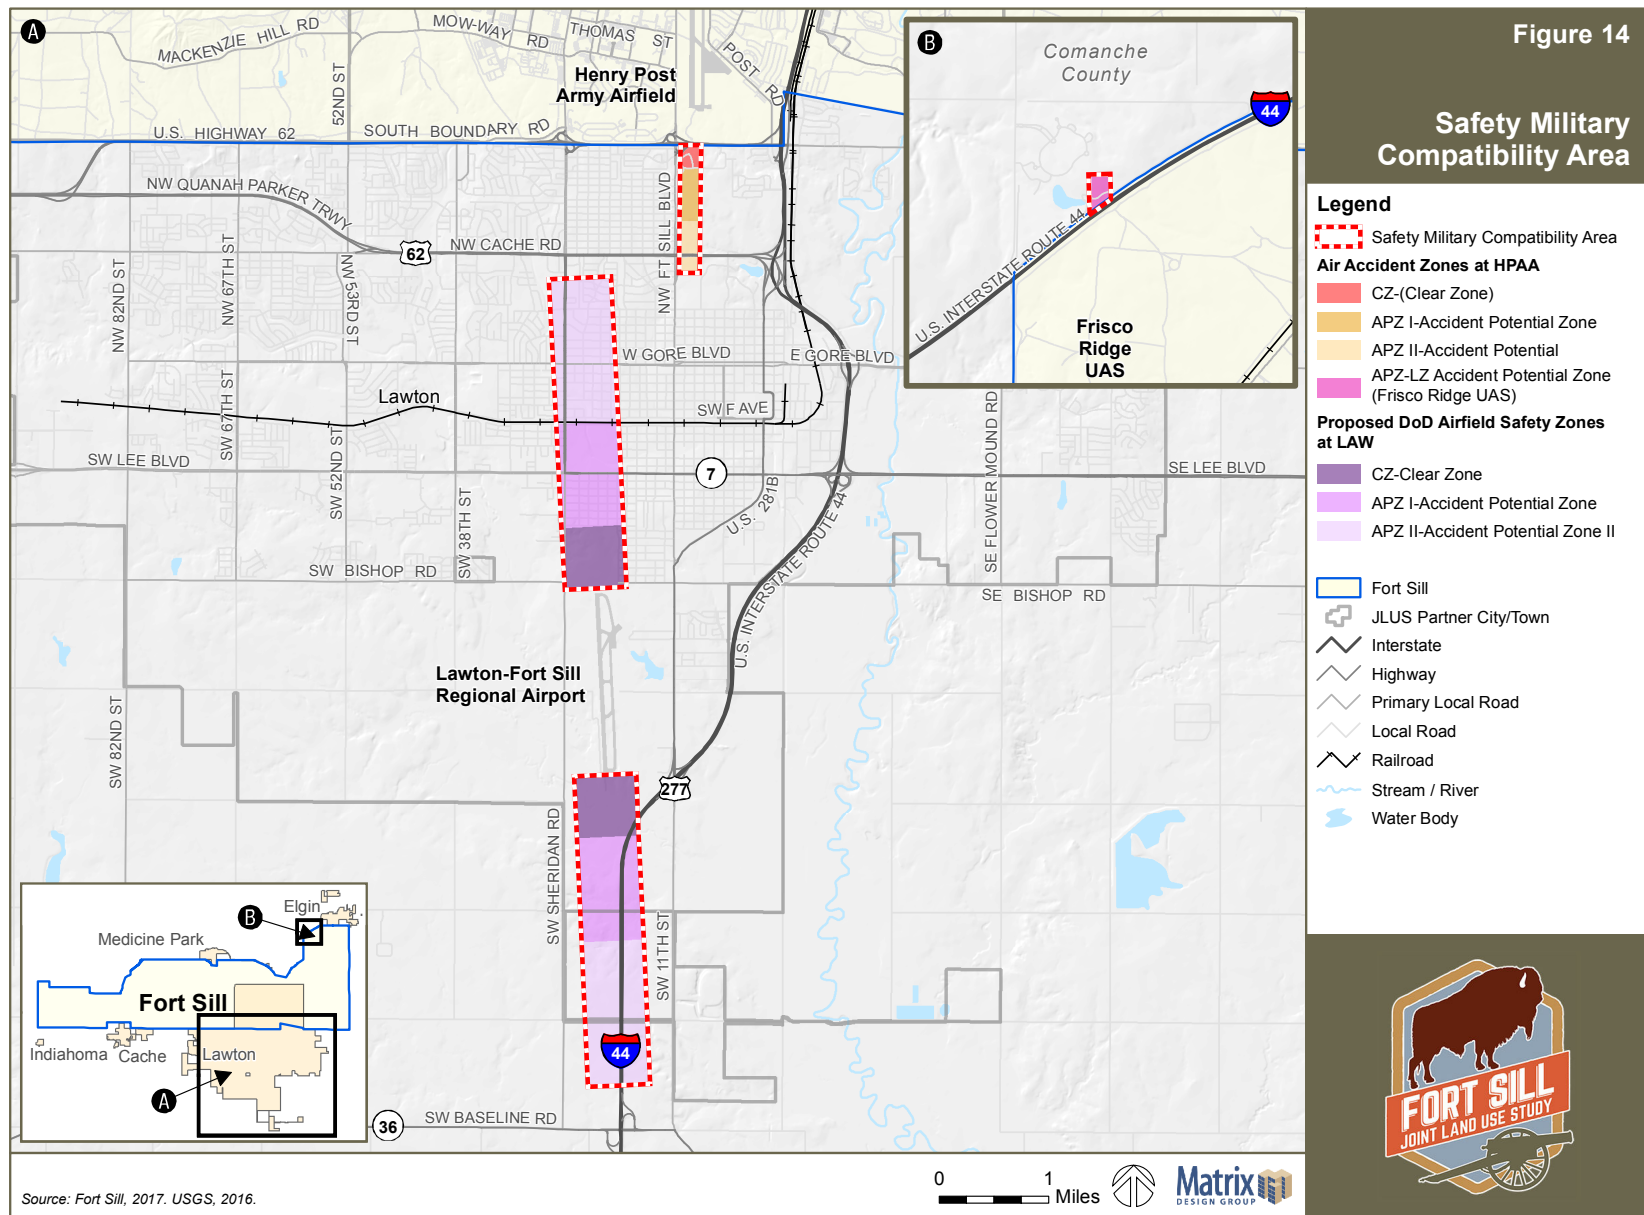 Figure 14
Safety Military
Compatibility Area
Legend
Safety Military Compatibility Area
Air Accident Zones at HPAA
CZ-(Clear Zone)
APZ I-Accident Potential Zone
APZ II-Accident Potential
APZ-LZ Accident Potential Zone
(Frisco Ridge UAS)
Proposed DoD Airfield Safety Zones
at LAW
CZ-Clear Zone
APZ I-Accident Potential Zone
APZ II-Accident Potential Zone II
Fort Sill
JLUS Partner City/Town
Interstate
Highway
Primary Local Road
Local Road
Railroad
Stream / River
Water Body
A
MACKENZIE HILL RD
MOW-WAY RD
THOMAS ST
POST RD
52ND ST
Henry Post
Army Airfield
U.S. HIGHWAY 62
SOUTH BOUNDARY RD
NW QUANAH PARKER TRWY
62
NW CACHE RD
NW FT SILL BLVD
NW 82ND ST
NW 67TH ST
NW 53RD ST
W GORE BLVD
E GORE BLVD
Lawton
SW F AVE
SW 67TH ST
SW LEE BLVD
SW 52ND ST
7
SE LEE BLVD
SW 38TH ST
U.S. 281B
U.S. INTERSTATE ROUTE 44
SE FLOWER MOUND RD
SW BISHOP RD
SE BISHOP RD
Lawton-Fort Sill
Regional Airport
SW 82ND ST
277
SW SHERIDAN RD
SW 11TH ST
44
SW BASELINE RD
36
B
Comanche
County
44
U.S. INTERSTATE ROUTE 44
Frisco
Ridge
UAS
B
Elgin
Medicine Park
Fort Sill
Indiahoma
Cache
Lawton
A
Source: Fort Sill, 2017. USGS, 2016.
0 1
Miles
Matrix
DESIGN GROUP
FORT SILL
JOINT LAND USE STUDY